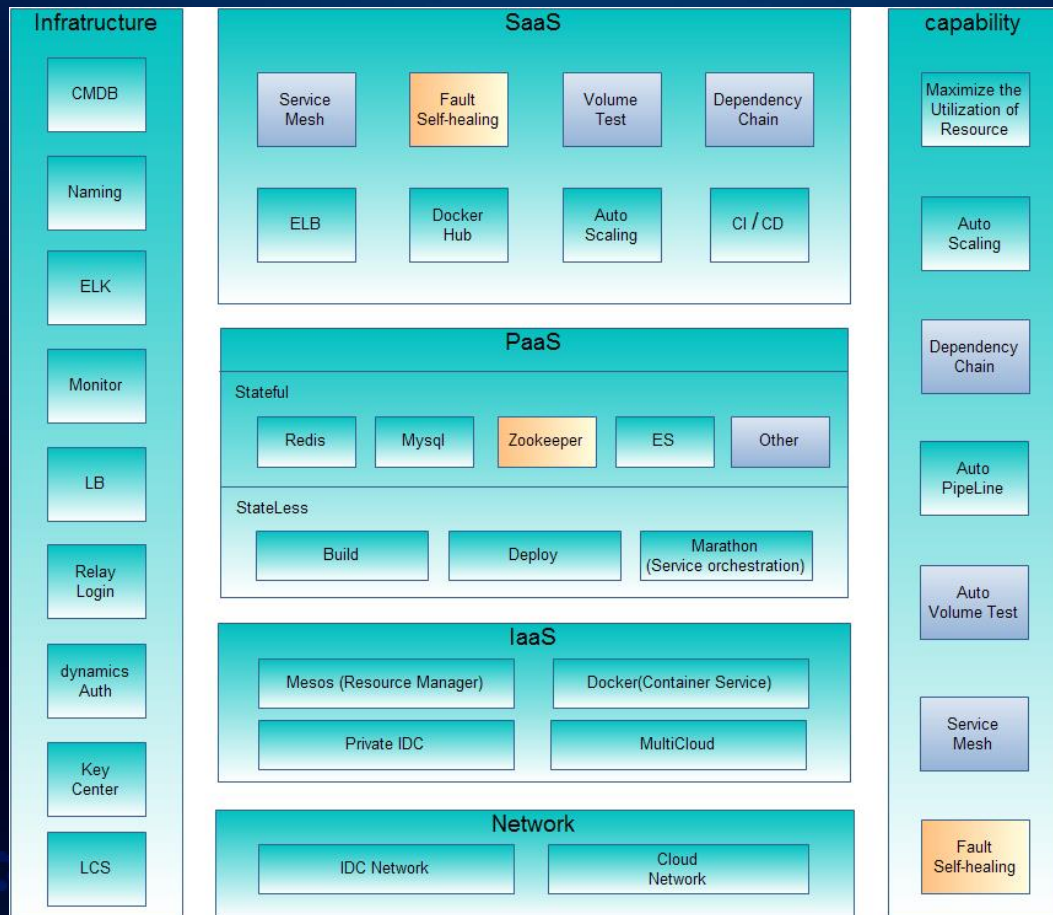 Infratructure
CMDB
Naming
ELK
Monitor
LB
Relay
Login
dynamics
Auth
Key
Center
LCS
SaaS
Service
Mesh
Fault
Self-healing
Volume
Test
Dependency
Chain
ELB
Docker
Hub
Auto
Scaling
CI / CD
PaaS
Stateful
Redis
Mysql
Zookeeper
ES
Other
StateLess
Build
Deploy
Marathon
(Service orchestration)
IaaS
Mesos (Resource Manager)
Docker(Container Service)
Private IDC
MultiCloud
Network
IDC Network
Cloud
Network
capability
Maximize the
Utilization of
Resource
Auto
Scaling
Dependency
Chain
Auto
PipeLine
Auto
Volume Test
Service
Mesh
Fault
Self-healing